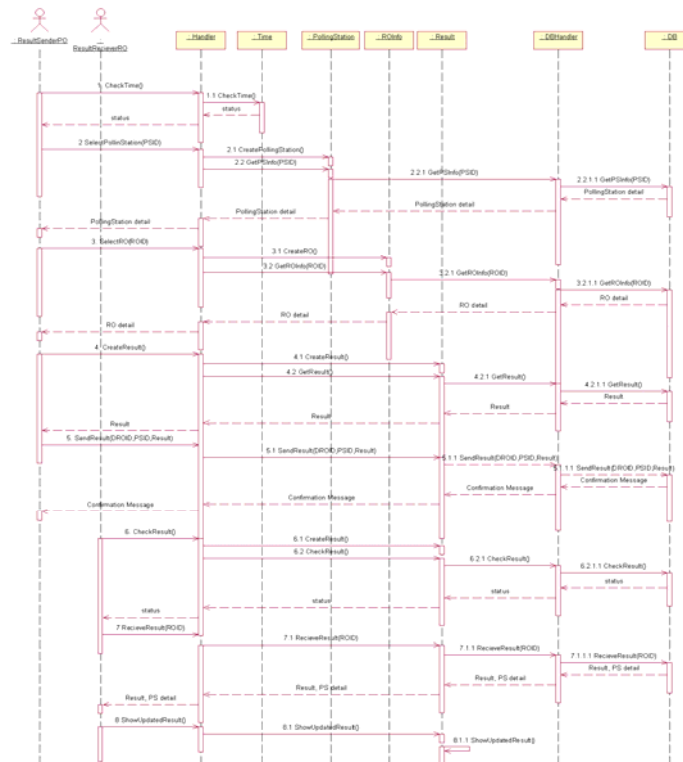 : ResultSenderPO
:
ResultRecieverRO
: Handler
: Time
: PollingStation
: ROInfo
: Result
: DBHandler
: DB
1. CheckTime()
1.1 CheckTime()
status
status
2 SelectPollinStation(PSID)
2.1 CreatePollingStation()
2.2 GetPSInfo(PSID)
2.2.1 GetPSInfo(PSID)
2.2.1.1 GetPSInfo(PSID)
PollingStation detail
PollingStation detail
PollingStation detail
PollingStation detail
3. SelectRO(ROID)
3.1 CreateRO()
3.2 GetROInfo(ROID)
3.2.1 GetROInfo(ROID)
3.2.1.1 GetROInfo(ROID)
RO detail
RO detail
RO detail
RO detail
4. CreateResult()
4.1 CreateResult()
4.2 GetResult()
4.2.1 GetResult()
4.2.1.1 GetResult()
Result
Result
Result
Result
5. SendResult(DROID,PSID,Result)
5.1 SendResult(DROID,PSID,Result)
5.1.1 SendResult(DROID,PSID,Result)
5.1.1.1 SendResult(DROID,PSID,Result)
Confirmation Message
Confirmation Message
Confirmation Message
Confirmation Message
6. CheckResult()
6.1 CreateResult()
6.2 CheckResult()
6.2.1 CheckResult()
6.2.1.1 CheckResult()
status
status
status
status
7 RecieveResult(ROID)
7.1 RecieveResult(ROID)
7.1.1 RecieveResult(ROID)
7.1.1.1 RecieveResult(ROID)
Result, PS detail
Result, PS detail
Result, PS detail
Result, PS detail
8.ShowUpdatedResult()
8.1 ShowUpdatedResult()
8.1.1 ShowUpdatedResult()